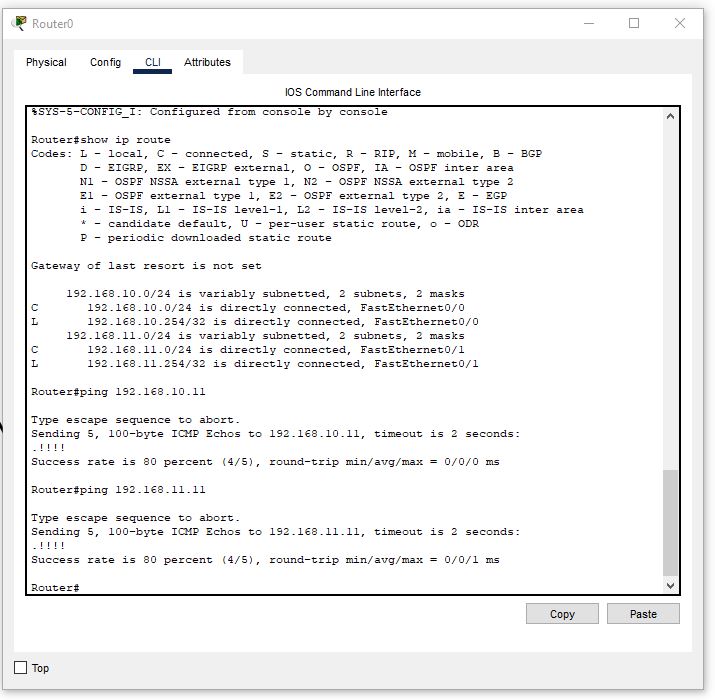 Router0
Physical Config CLI Attributes
IOS Command Line Interface
%SYS-5-CONFIG_I: Configured from console by console
Router#show ip route
Codes: L - local, C - connected, S - static, R - RIP, M - mobile, B - BGP
D - EIGRP, EX - EIGRP external, O - OSPF, IA - OSPF inter area
N1 - OSPF NSSA external type 1, N2 - OSPF NSSA external type 2
E1 - OSPF external type 1, E2 - OSPF external type 2, E - EGP
i - IS-IS, L1 - IS-IS level-1, L2 - IS-IS level-2, ia - IS-IS inter area
* - candidate default, U - per-user static route, o - ODR
P - periodic downloaded static route
Gateway of last resort is not set
192.168.10.0/24 is variably subnetted, 2 subnets, 2 masks
C 192.168.10.0/24 is directly connected, FastEthernet0/0
L 192.168.10.254/32 is directly connected, FastEthernet0/0
192.168.11.0/24 is variably subnetted, 2 subnets, 2 masks
C 192.168.11.0/24 is directly connected, FastEthernet0/1
L 192.168.11.254/32 is directly connected, FastEthernet0/1
Router#ping 192.168.10.11
Type escape sequence to abort.
Sending 5, 100-byte ICMP Echos to 192.168.10.11, timeout is 2 seconds:
.!!!!
Success rate is 80 percent (4/5), round-trip min/avg/max = 0/0/0 ms
Router#ping 192.168.11.11
Type escape sequence to abort.
Sending 5, 100-byte ICMP Echos to 192.168.11.11, timeout is 2 seconds:
.!!!!
Success rate is 80 percent (4/5), round-trip min/avg/max = 0/0/1 ms
Router#
Copy Paste
Top